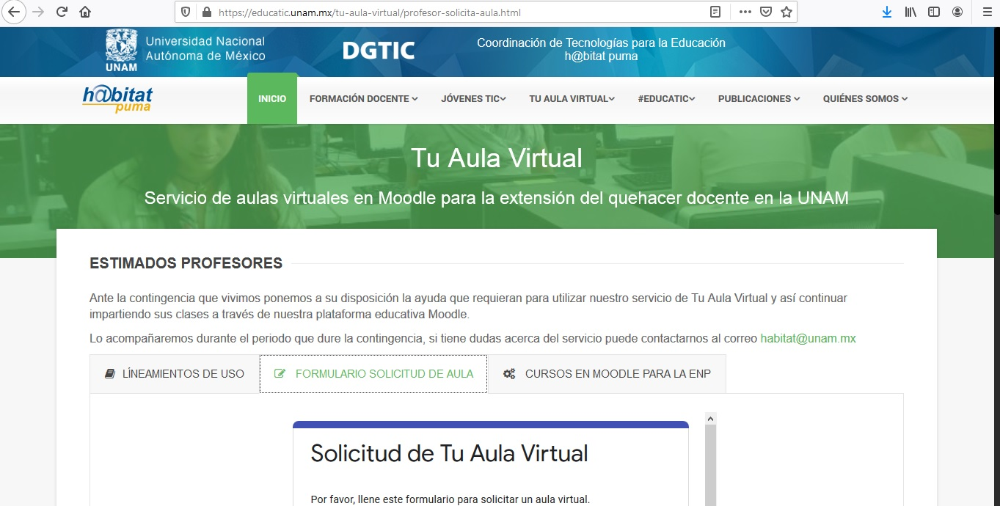 https://educatic.unam.mx/tu-aula-virtual/profesor-solicita-aula.html
Universidad Nacional
Autónoma de México
UNAM
DGTIC
Coordinación de Tecnologías para la Educación
h@bitat puma
h@bitat
puma
INICIO
FORMACIÓN DOCENTE
JÓVENES TIC
TU AULA VIRTUAL
#EDUCATIC
PUBLICACIONES
QUIÉNES SOMOS
Tu Aula Virtual
Servicio de aulas virtuales en Moodle para la extensión del quehacer docente en la UNAM
ESTIMADOS PROFESORES
Ante la contingencia que vivimos ponemos a su disposición la ayuda que requieran para utilizar nuestro servicio de Tu Aula Virtual y así continuar
impartiendo sus clases a través de nuestra plataforma educativa Moodle.
Lo acompañaremos durante el periodo que dure la contingencia, si tiene dudas acerca del servicio puede contactarnos al correo habitat@unam.mx
LÍNEAMIENTOS DE USO
FORMULARIO SOLICITUD DE AULA
CURSOS EN MOODLE PARA LA ENP
Solicitud de Tu Aula Virtual
Por favor, llene este formulario para solicitar un aula virtual.